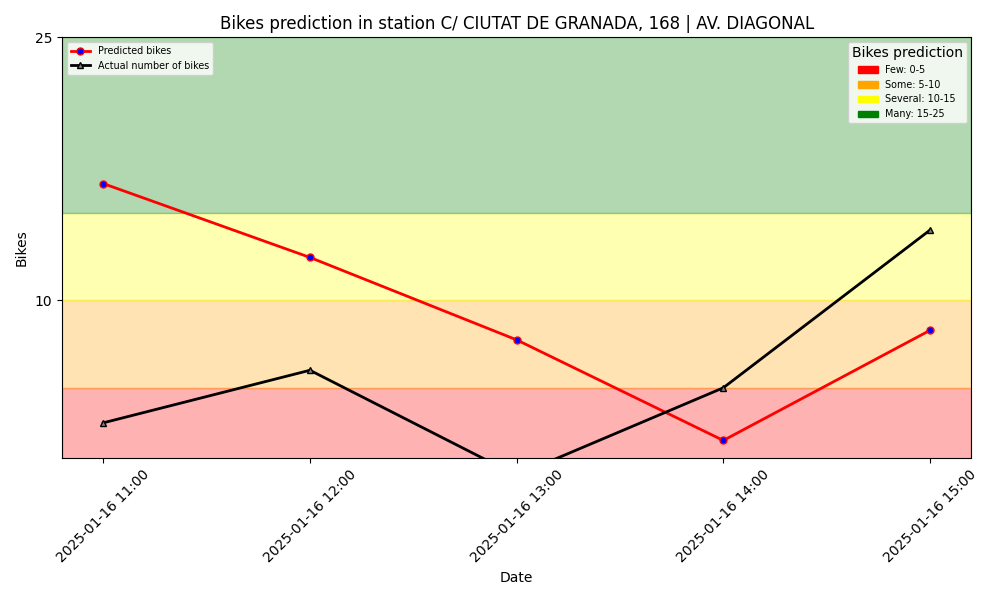 Bikes prediction in station C/ CIUTAT DE GRANADA, 168 | AV. DIAGONAL
25
Predicted bikes
Actual number of bikes
Bikes prediction
Few: 0-5
Some: 5-10
Several: 10-15
Many: 15-25
Bikes
10
2025-01-16 11:00
2025-01-16 12:00
2025-01-16 13:00
2025-01-16 14:00
2025-01-16 15:00
Date